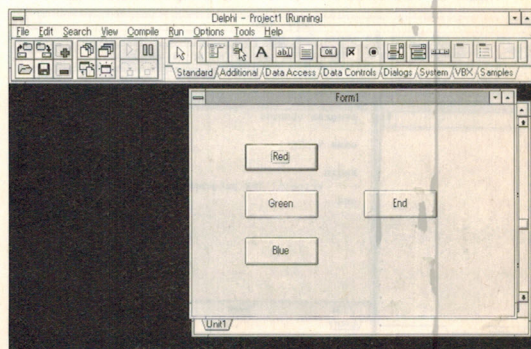 Delphi - Project1 [Running]
File Edit Search View Compile Run Options Tools Help
Standard Additional Data Access Data Controls Dialogs System VBX Samples
Form1
Red
Green End
Blue
Unit1